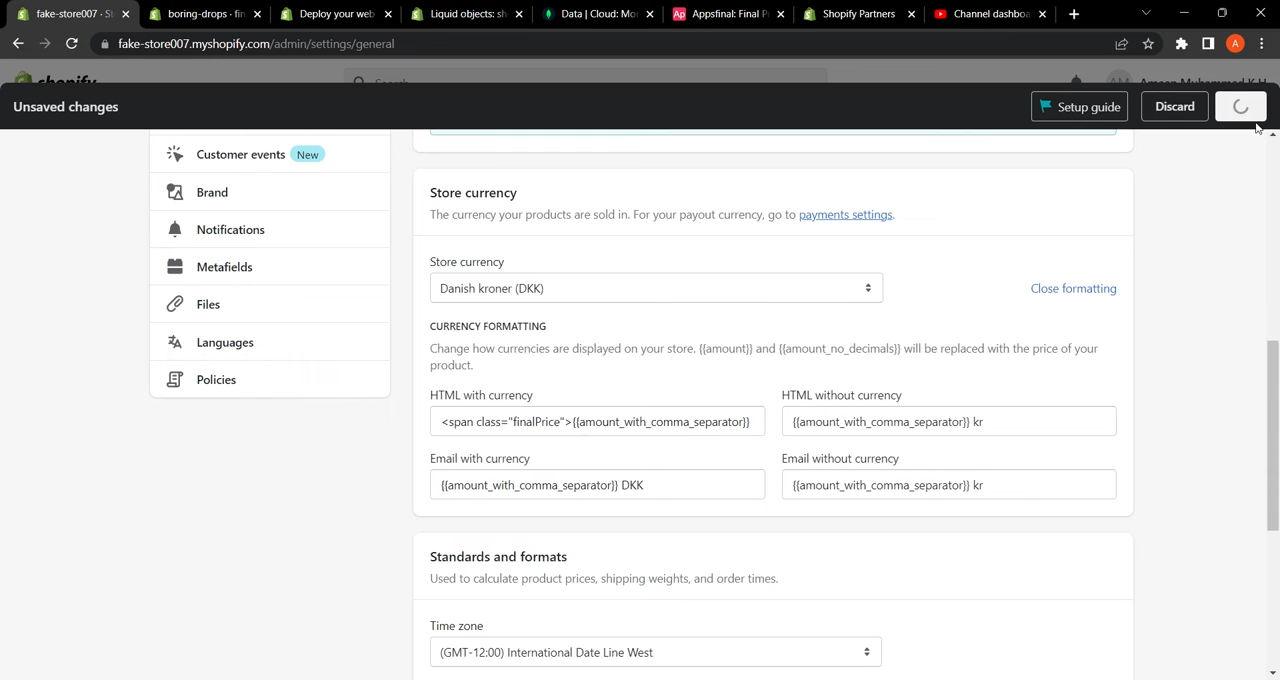 fake-store007 · S
boring-drops - fin
Deploy your web
Liquid objects: sh
Data | Cloud: Mo
Ap Appsfinal: Final P
Shopify Partners
Channel dashbo
fake-store007.myshopify.com/admin/settings/general
A
shopify
Search
Unsaved changes
Setup guide
Discard
Customer events New
Brand
Notifications
Metafields
Files
Languages
Policies
Store currency
The currency your products are sold in. For your payout currency, go to payments settings.
Store currency
Danish kroner (DKK)
Close formatting
CURRENCY FORMATTING
Change how currencies are displayed on your store. {{amount}} and {{amount_no_decimals}} will be replaced with the price of your
product.
HTML with currency
HTML without currency
<span class="finalPrice">{{amount_with_comma_separator}}
{{amount_with_comma_separator}} kr
Email with currency
Email without currency
{{amount_with_comma_separator}} DKK
{{amount_with_comma_separator}} kr
Standards and formats
Used to calculate product prices, shipping weights, and order times.
Time zone
(GMT-12:00) International Date Line West